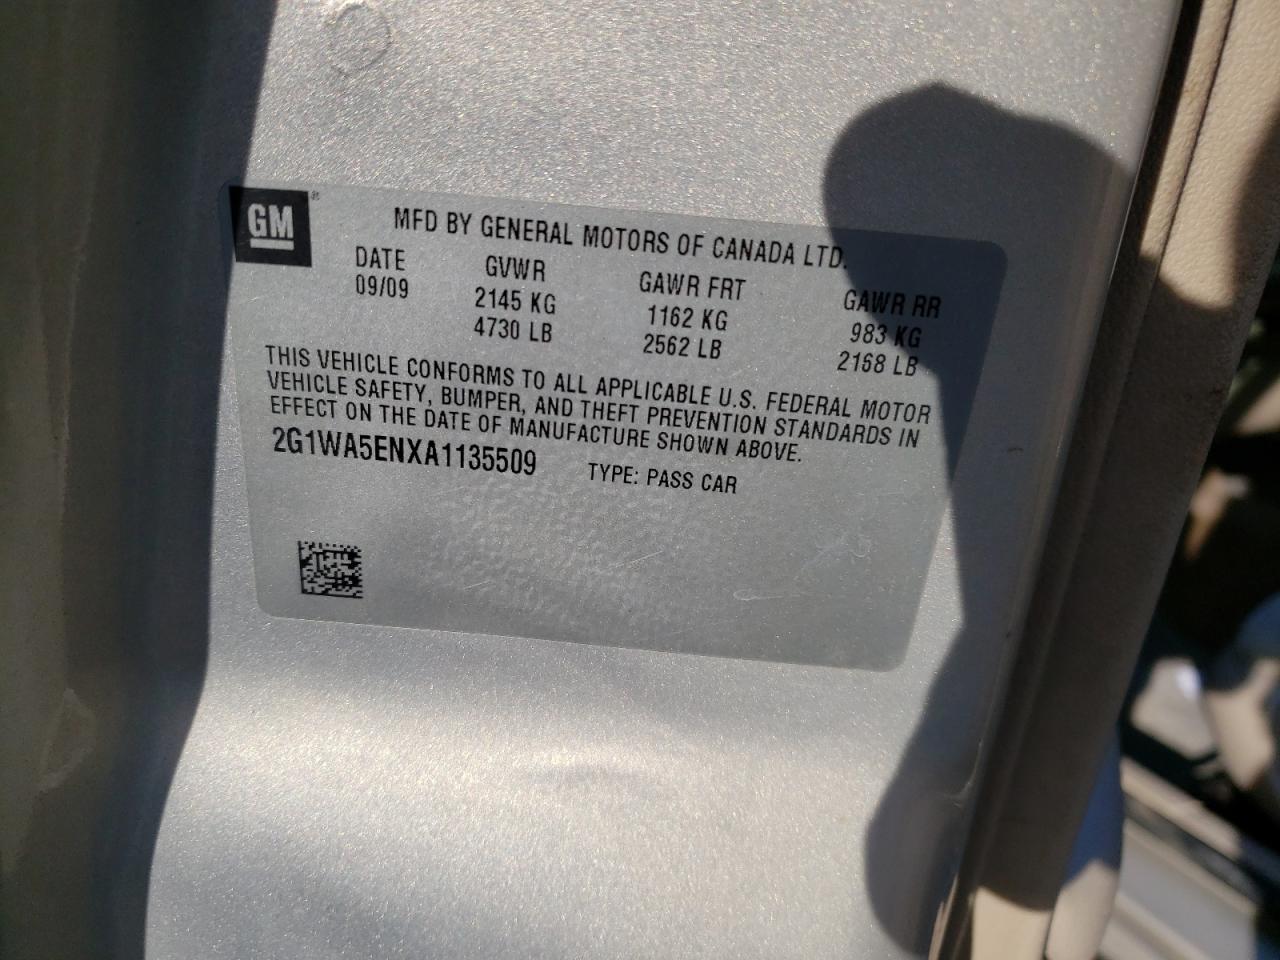 GM ®
MFD BY GENERAL MOTORS OF CANADA LTD.
DATE GVWR GAWR FRT GAWR RR
09/09 2145 KG 1162 KG 983 KG
4730 LB 2562 LB 2168 LB
THIS VEHICLE CONFORMS TO ALL APPLICABLE U.S. FEDERAL MOTOR
VEHICLE SAFETY, BUMPER, AND THEFT PREVENTION STANDARDS IN
EFFECT ON THE DATE OF MANUFACTURE SHOWN ABOVE.
2G1WA5ENXA1135509 TYPE: PASS CAR